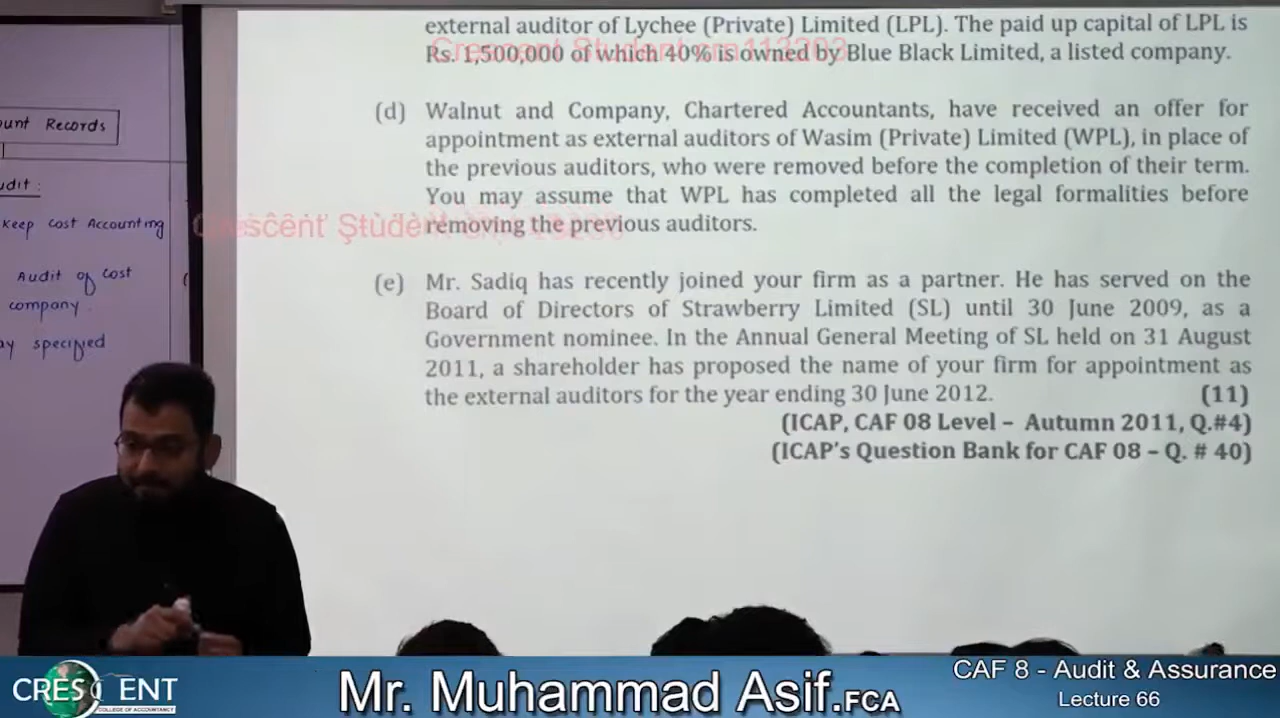 external auditor of Lychee (Private) Limited (LPL). The paid up capital of LPL is
Rs. 1,500,000 of which 40% is owned by Blue Black Limited, a listed company.
(d) Walnut and Company, Chartered Accountants, have received an offer for
appointment as external auditors of Wasim (Private) Limited (WPL), in place of
the previous auditors, who were removed before the completion of their term.
You may assume that WPL has completed all the legal formalities before
removing the previous auditors.
(e) Mr. Sadiq has recently joined your firm as a partner. He has served on the
Board of Directors of Strawberry Limited (SL) until 30 June 2009, as a
Government nominee. In the Annual General Meeting of SL held on 31 August
2011, a shareholder has proposed the name of your firm for appointment as
the external auditors for the year ending 30 June 2012. (11)
(ICAP, CAF 08 Level – Autumn 2011, Q.#4)
(ICAP's Question Bank for CAF 08 – Q. # 40)
Crescent Student
Records
Keep Cost Accounting
Audit of Cost
company.
specified
CRESCENT
COLLEGE OF ACCOUNTANCY
Mr. Muhammad Asif.FCA
CAF 8 - Audit & Assurance
Lecture 66